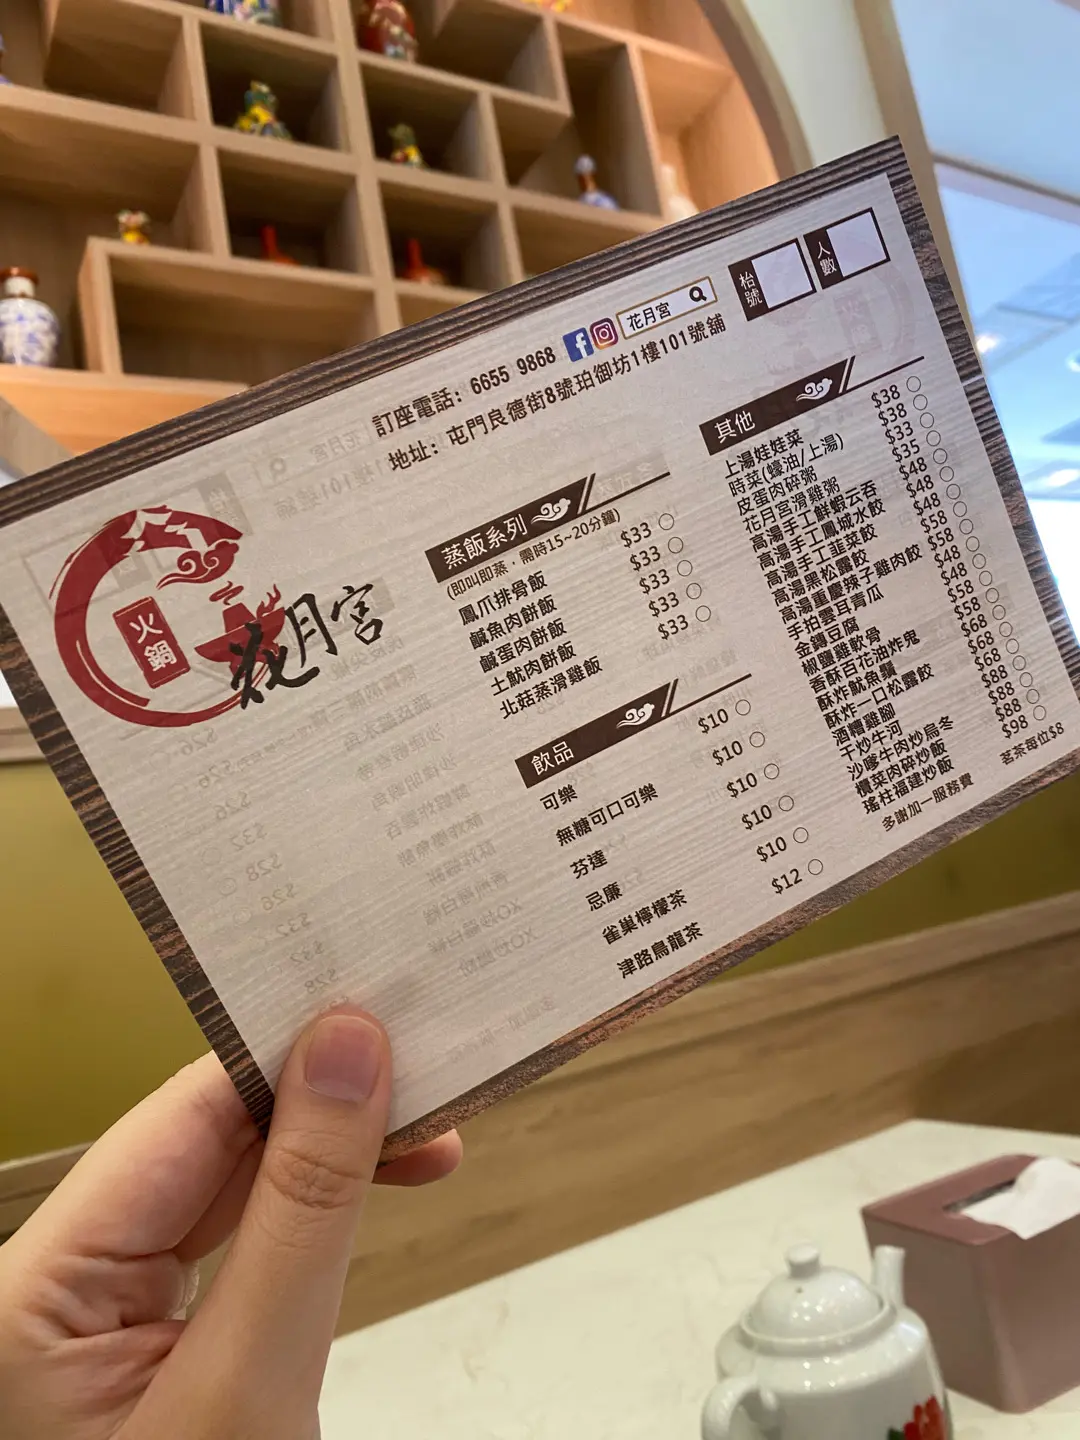 火鍋
花月宮
訂座電話: 6655 9868
花月宮
地址: 屯門良德街8號珀御坊1樓101號舖
枱號
人數
蒸飯系列
(即叫即蒸，需時15~20分鐘)
鳳爪排骨飯 $33
鹹魚肉餅飯 $33
鹹蛋肉餅飯 $33
土魷肉餅飯 $33
北菇蒸滑雞飯 $33
飲品
可樂 $10
無糖可口可樂 $10
芬達 $10
忌廉 $10
雀巢檸檬茶 $10
津路烏龍茶 $12
其他
上湯娃娃菜 $38
時菜(蠔油/上湯) $38
皮蛋肉碎粥 $33
花月宮滑雞粥 $35
高湯手工鮮蝦云吞 $48
高湯手工鳳城水餃 $48
高湯手工韮菜餃 $48
高湯黑松露餃 $58
高湯重慶辣子雞肉餃 $58
手拍雲耳青瓜 $48
金磚豆腐 $48
椒鹽雞軟骨 $58
香酥百花油炸鬼 $58
酥炸魷魚鬚 $68
酥炸一口松露餃 $68
酒糟雞腳 $68
干炒牛河 $88
沙嗲牛肉炒烏冬 $88
欖菜肉碎炒飯 $88
瑤柱福建炒飯 $98
多謝加一服務費
茗茶每位$8